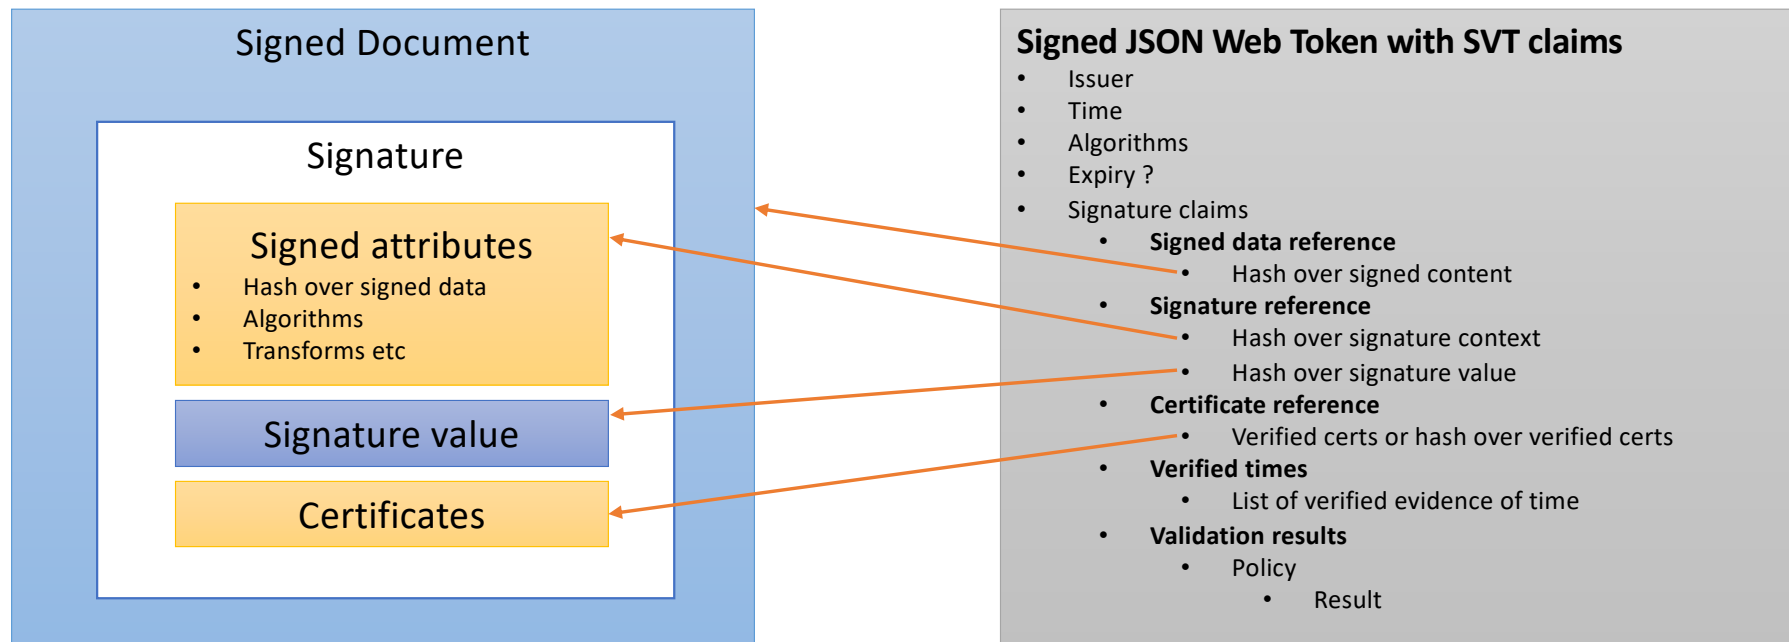 Signed Document
Signature
Signed attributes
• Hash over signed data
• Algorithms
• Transforms etc
Signature value
Certificates
Signed JSON Web Token with SVT claims
• Issuer
• Time
• Algorithms
• Expiry ?
• Signature claims
• Signed data reference
• Hash over signed content
• Signature reference
• Hash over signature context
• Hash over signature value
• Certificate reference
• Verified certs or hash over verified certs
• Verified times
• List of verified evidence of time
• Validation results
• Policy
• Result